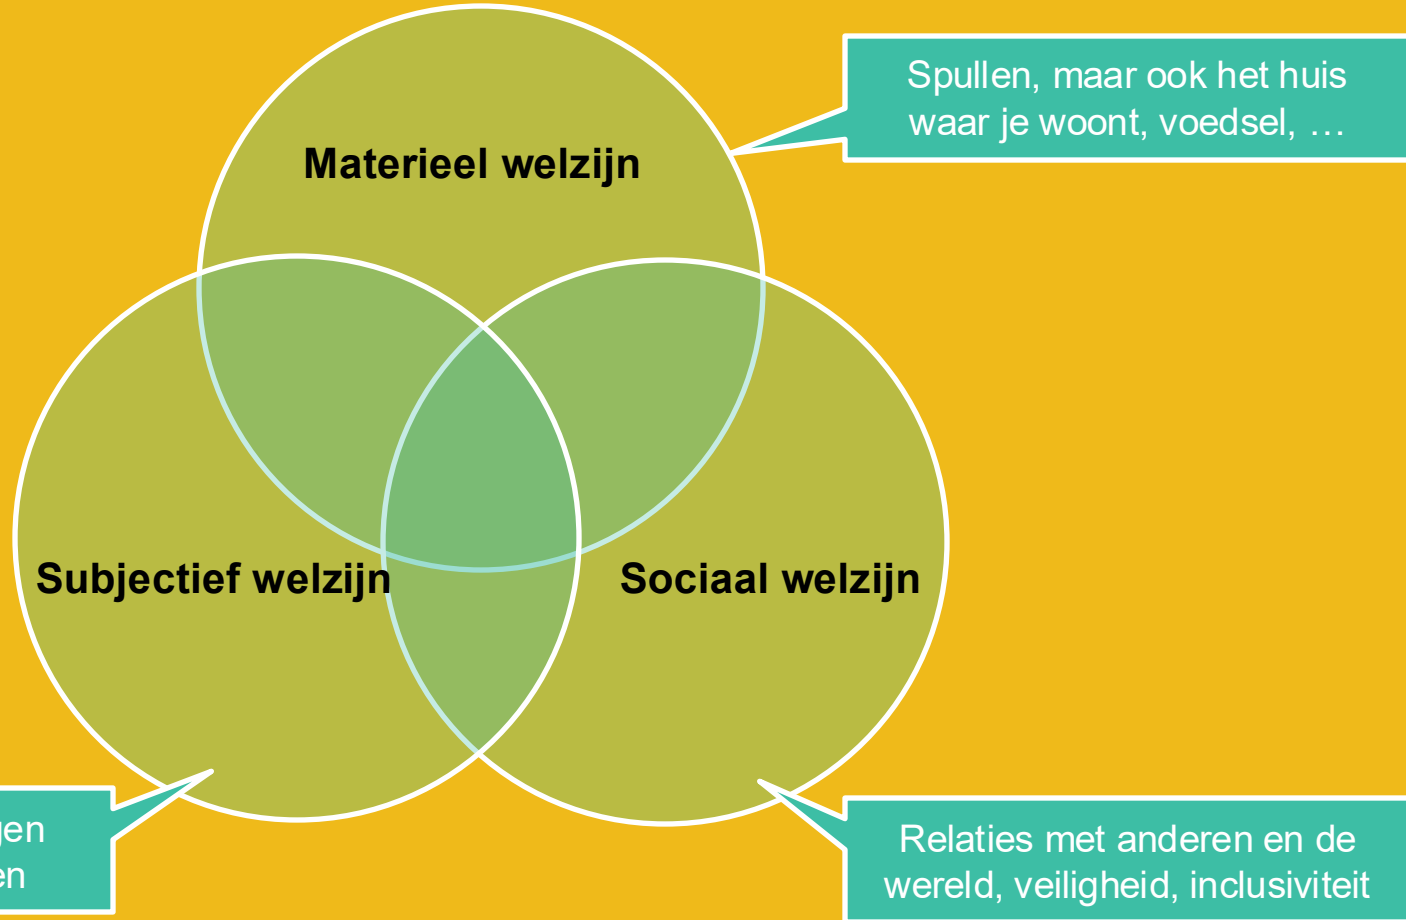 Spullen, maar ook het huis
waar je woont, voedsel, …
Materieel welzijn
Subjectief welzijn
Sociaal welzijn
Relaties met anderen en de
wereld, veiligheid, inclusiviteit